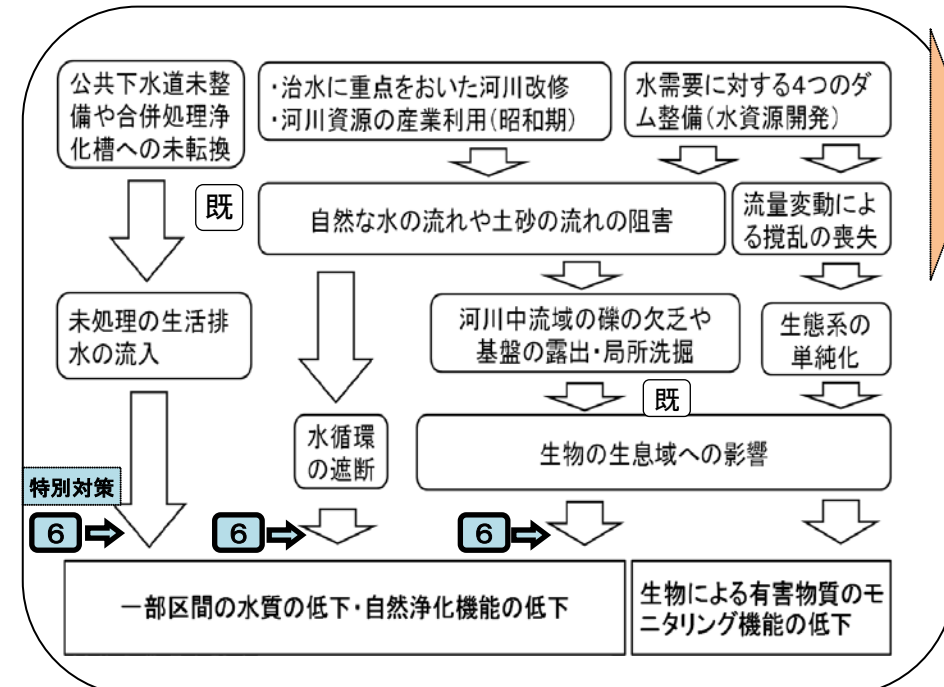 公共下水道未整
備や合併処理浄
化槽への未転換
・治水に重点をおいた河川改修
・河川資源の産業利用(昭和期)
水需要に対する4つのダ
ム整備(水資源開発)
既
自然な水の流れや土砂の流れの阻害
流量変動によ
る撹乱の喪失
未処理の生活排
水の流入
河川中流域の礫の欠乏や
基盤の露出・局所洗掘
生態系の
単純化
既
水循環
の遮断
生物の生息域への影響
特別対策
6
6
6
一部区間の水質の低下・自然浄化機能の低下
生物による有害物質のモ
ニタリング機能の低下